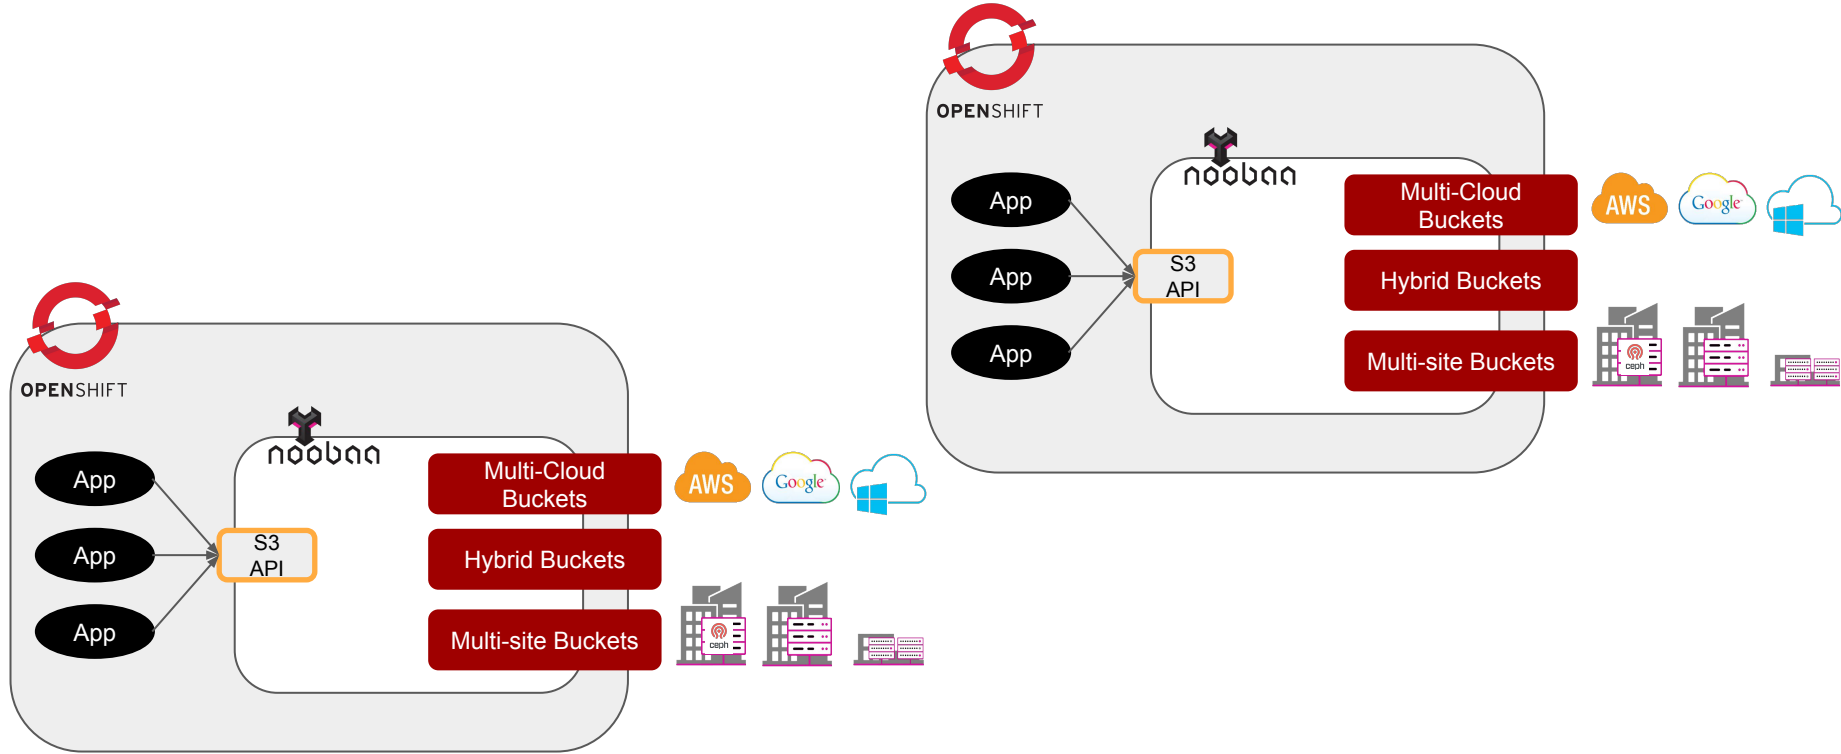 OPENSHIFT
noobaa
App
App
App
S3
API
Multi-Cloud
Buckets
Hybrid Buckets
Multi-site Buckets
AWS
Google
ceph
OPENSHIFT
noobaa
App
App
App
S3
API
Multi-Cloud
Buckets
Hybrid Buckets
Multi-site Buckets
AWS
Google
ceph